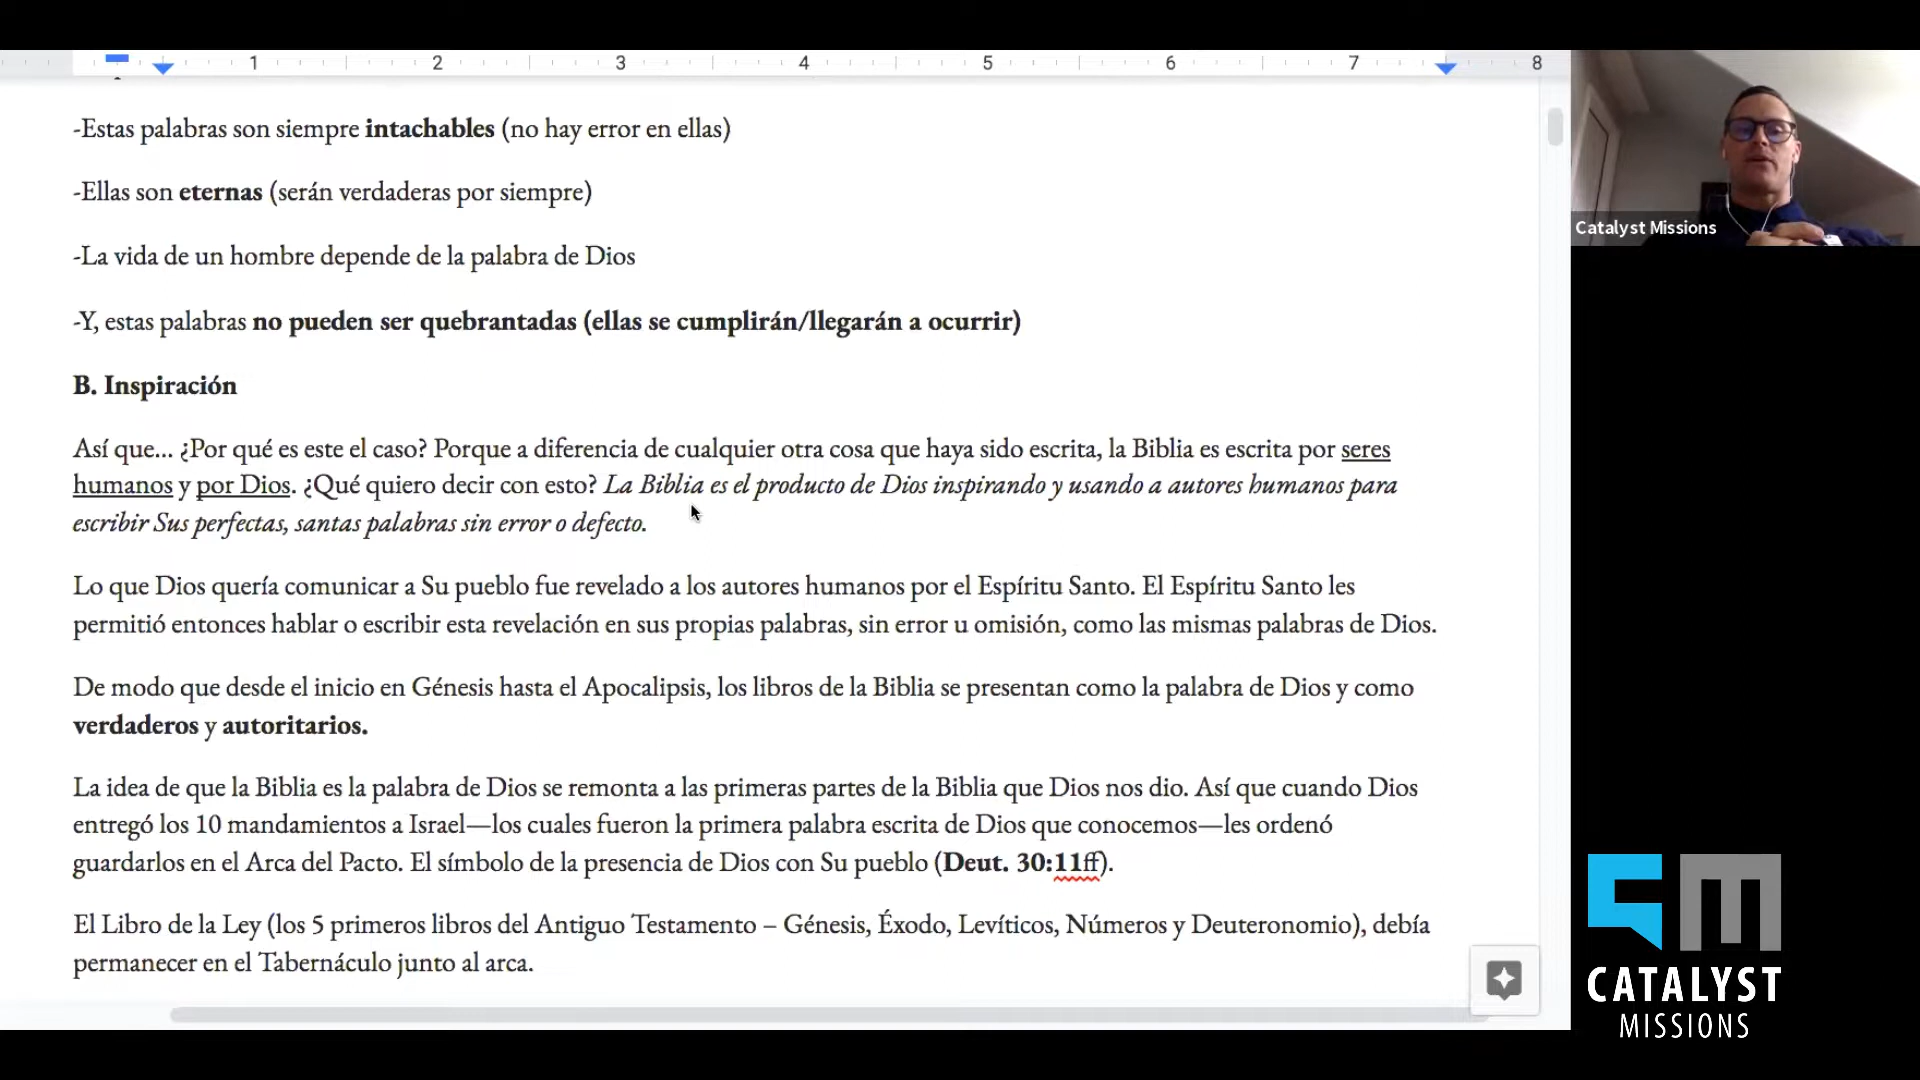 1 2 3 4 5 6 7 8
-Estas palabras son siempre intachables (no hay error en ellas)
-Ellas son eternas (serán verdaderas por siempre)
-La vida de un hombre depende de la palabra de Dios
-Y, estas palabras no pueden ser quebrantadas (ellas se cumplirán/llegarán a ocurrir)
B. Inspiración
Así que... ¿Por qué es este el caso? Porque a diferencia de cualquier otra cosa que haya sido escrita, la Biblia es escrita por seres
humanos y por Dios. ¿Qué quiero decir con esto? La Biblia es el producto de Dios inspirando y usando a autores humanos para
escribir Sus perfectas, santas palabras sin error o defecto.
Lo que Dios quería comunicar a Su pueblo fue revelado a los autores humanos por el Espíritu Santo. El Espíritu Santo les
permitió entonces hablar o escribir esta revelación en sus propias palabras, sin error u omisión, como las mismas palabras de Dios.
De modo que desde el inicio en Génesis hasta el Apocalipsis, los libros de la Biblia se presentan como la palabra de Dios y como
verdaderos y autoritarios.
La idea de que la Biblia es la palabra de Dios se remonta a las primeras partes de la Biblia que Dios nos dio. Así que cuando Dios
entregó los 10 mandamientos a Israel—los cuales fueron la primera palabra escrita de Dios que conocemos—les ordenó
guardarlos en el Arca del Pacto. El símbolo de la presencia de Dios con Su pueblo (Deut. 30:11ff).
El Libro de la Ley (los 5 primeros libros del Antiguo Testamento – Génesis, Éxodo, Levíticos, Números y Deuteronomio), debía
permanecer en el Tabernáculo junto al arca.
Catalyst Missions
CATALYST
MISSIONS